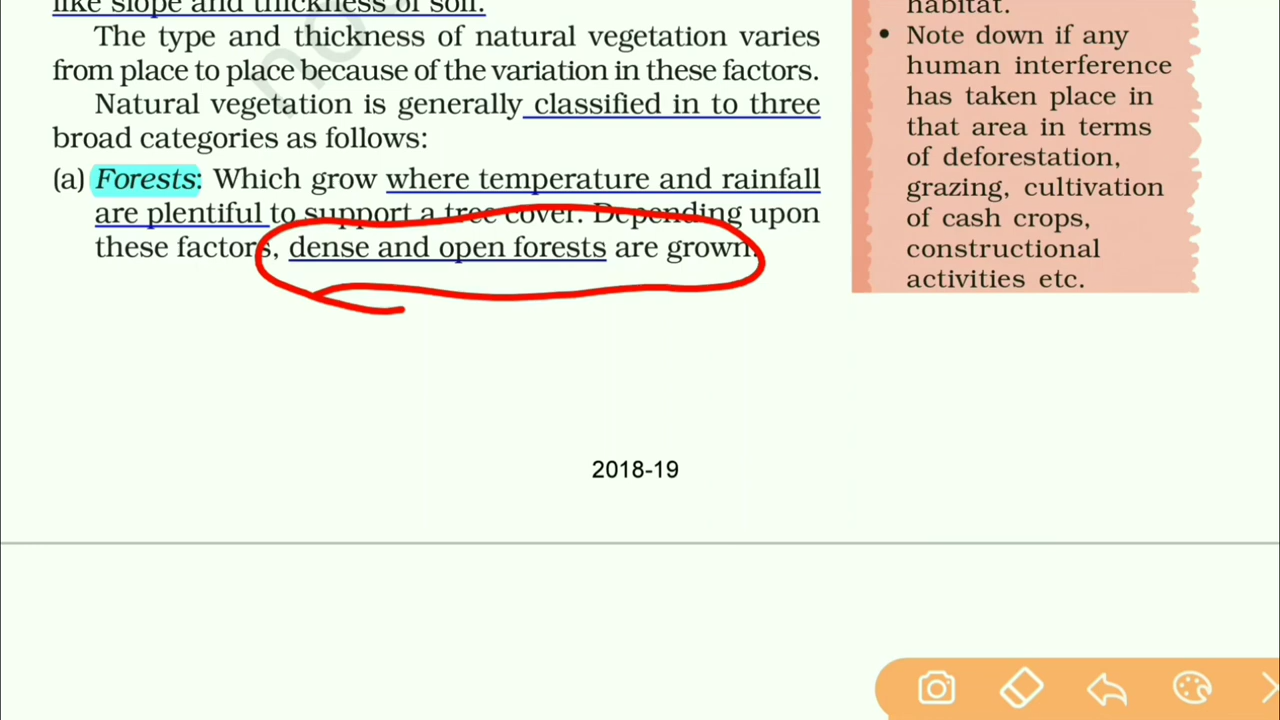 like slope and thickness of soil.
The type and thickness of natural vegetation varies
from place to place because of the variation in these factors.
Natural vegetation is generally classified in to three
broad categories as follows:
(a) Forests: Which grow where temperature and rainfall
are plentiful to support a tree cover. Depending upon
these factors, dense and open forests are grown.
habitat.
• Note down if any
human interference
has taken place in
that area in terms
of deforestation,
grazing, cultivation
of cash crops,
constructional
activities etc.
2018-19
no